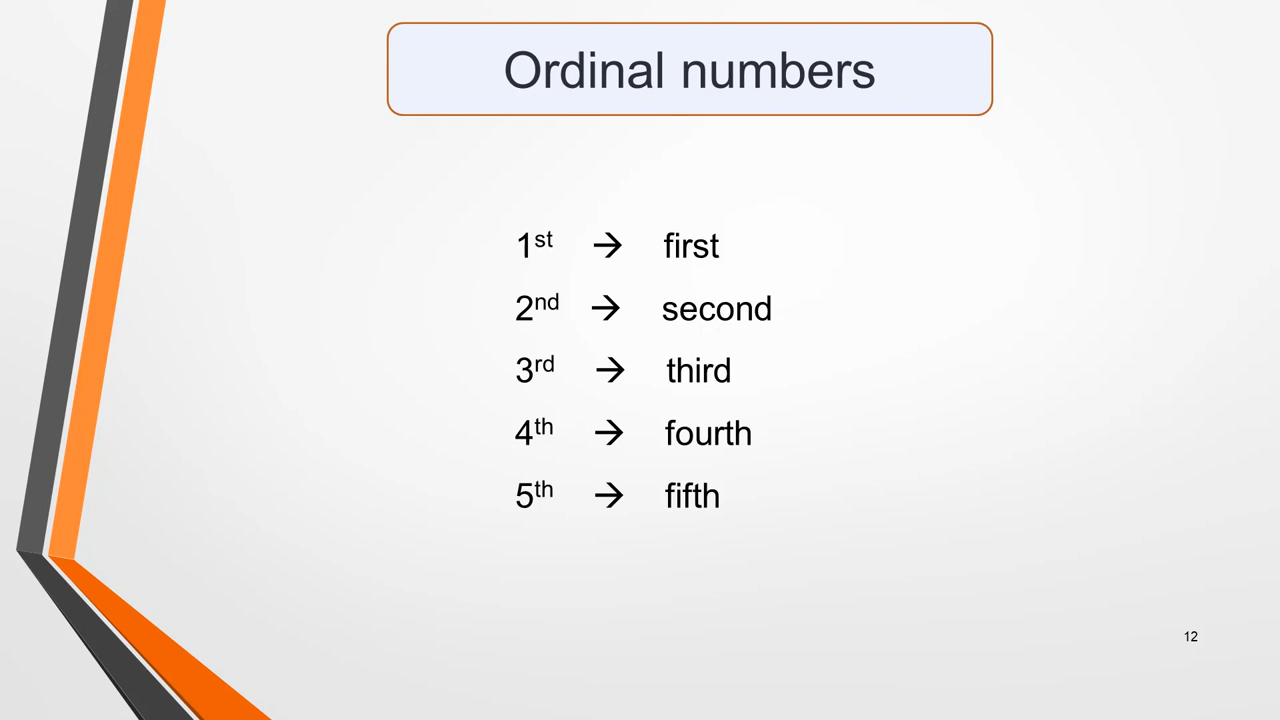 Ordinal numbers
1st → first
2nd → second
3rd → third
4th → fourth
5th → fifth
12